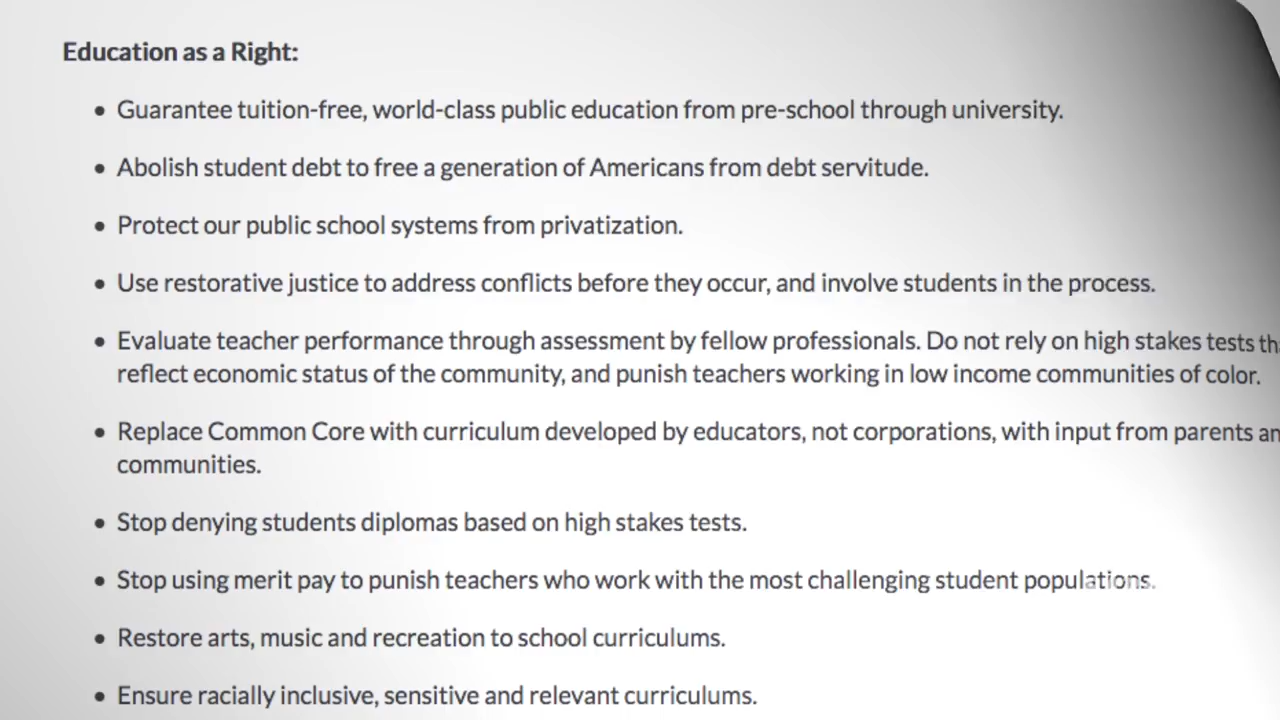 Education as a Right:
• Guarantee tuition-free, world-class public education from pre-school through university.
• Abolish student debt to free a generation of Americans from debt servitude.
• Protect our public school systems from privatization.
• Use restorative justice to address conflicts before they occur, and involve students in the process.
• Evaluate teacher performance through assessment by fellow professionals. Do not rely on high stakes tests
reflect economic status of the community, and punish teachers working in low income communities of color.
• Replace Common Core with curriculum developed by educators, not corporations, with input from parents
communities.
• Stop denying students diplomas based on high stakes tests.
• Stop using merit pay to punish teachers who work with the most challenging student populations.
• Restore arts, music and recreation to school curriculums.
• Ensure racially inclusive, sensitive and relevant curriculums.